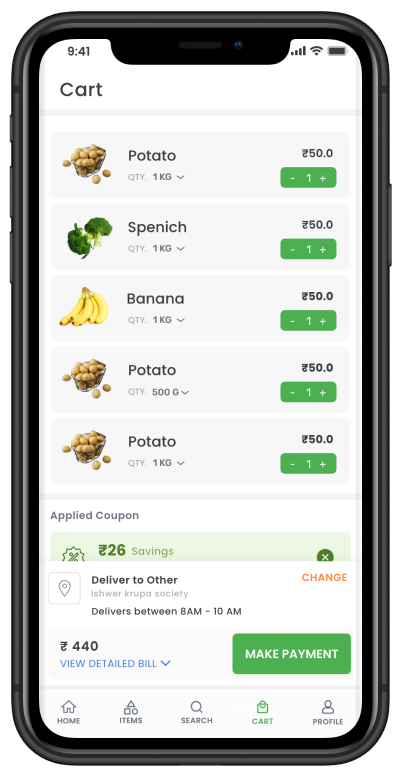 9:41
Cart
Potato
₹50.0
QTY. 1 KG
- 1 +
Spenich
₹50.0
QTY. 1 KG
- 1 +
Banana
₹50.0
QTY. 1 KG
- 1 +
Potato
₹50.0
QTY. 500 G
- 1 +
Potato
₹50.0
QTY. 1 KG
- 1 +
Applied Coupon
₹26 Savings
Deliver to Other
CHANGE
Ishwer krupa society
Delivers between 8AM - 10 AM
₹ 440
VIEW DETAILED BILL
MAKE PAYMENT
HOME ITEMS SEARCH CART PROFILE